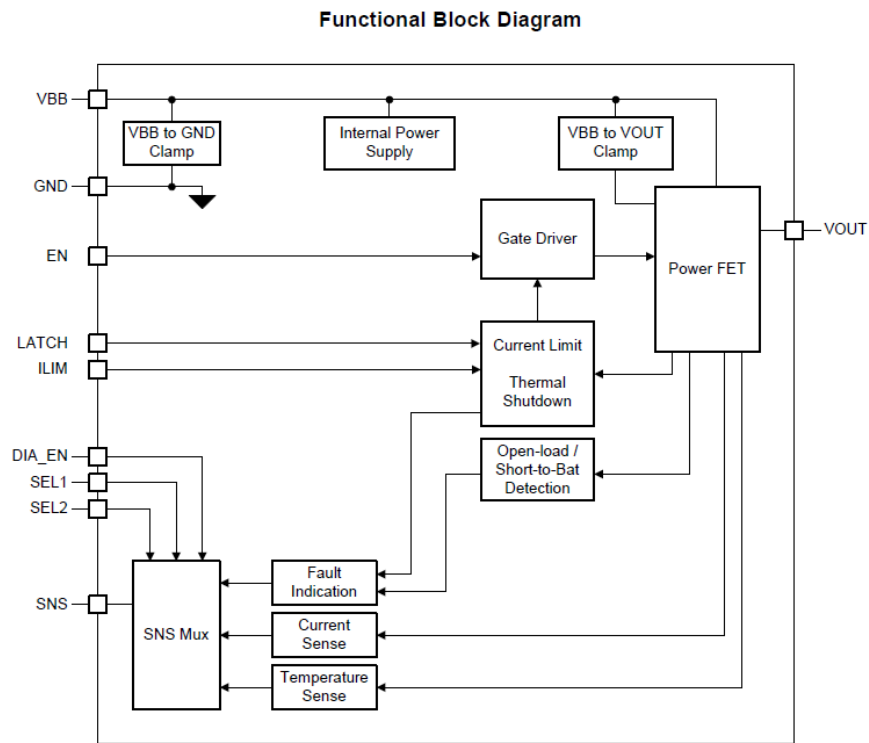 Functional Block Diagram
VBB
VBB to GND
Clamp
Internal Power
Supply
VBB to VOUT
Clamp
GND
Gate Driver
VOUT
EN
Power FET
LATCH
ILIM
Current Limit
Thermal
Shutdown
DIA_EN
SEL1
SEL2
Open-load /
Short-to-Bat
Detection
SNS
SNS Mux
Fault
Indication
Current
Sense
Temperature
Sense